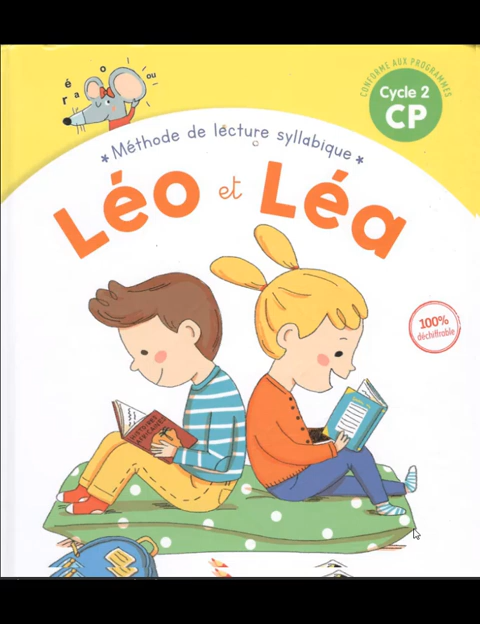 CONFORME AUX PROGRAMMES
Cycle 2
CP
é
r
a
o
ou
* Méthode de lecture syllabique *
Léo et Léa
100%
déchiffrable